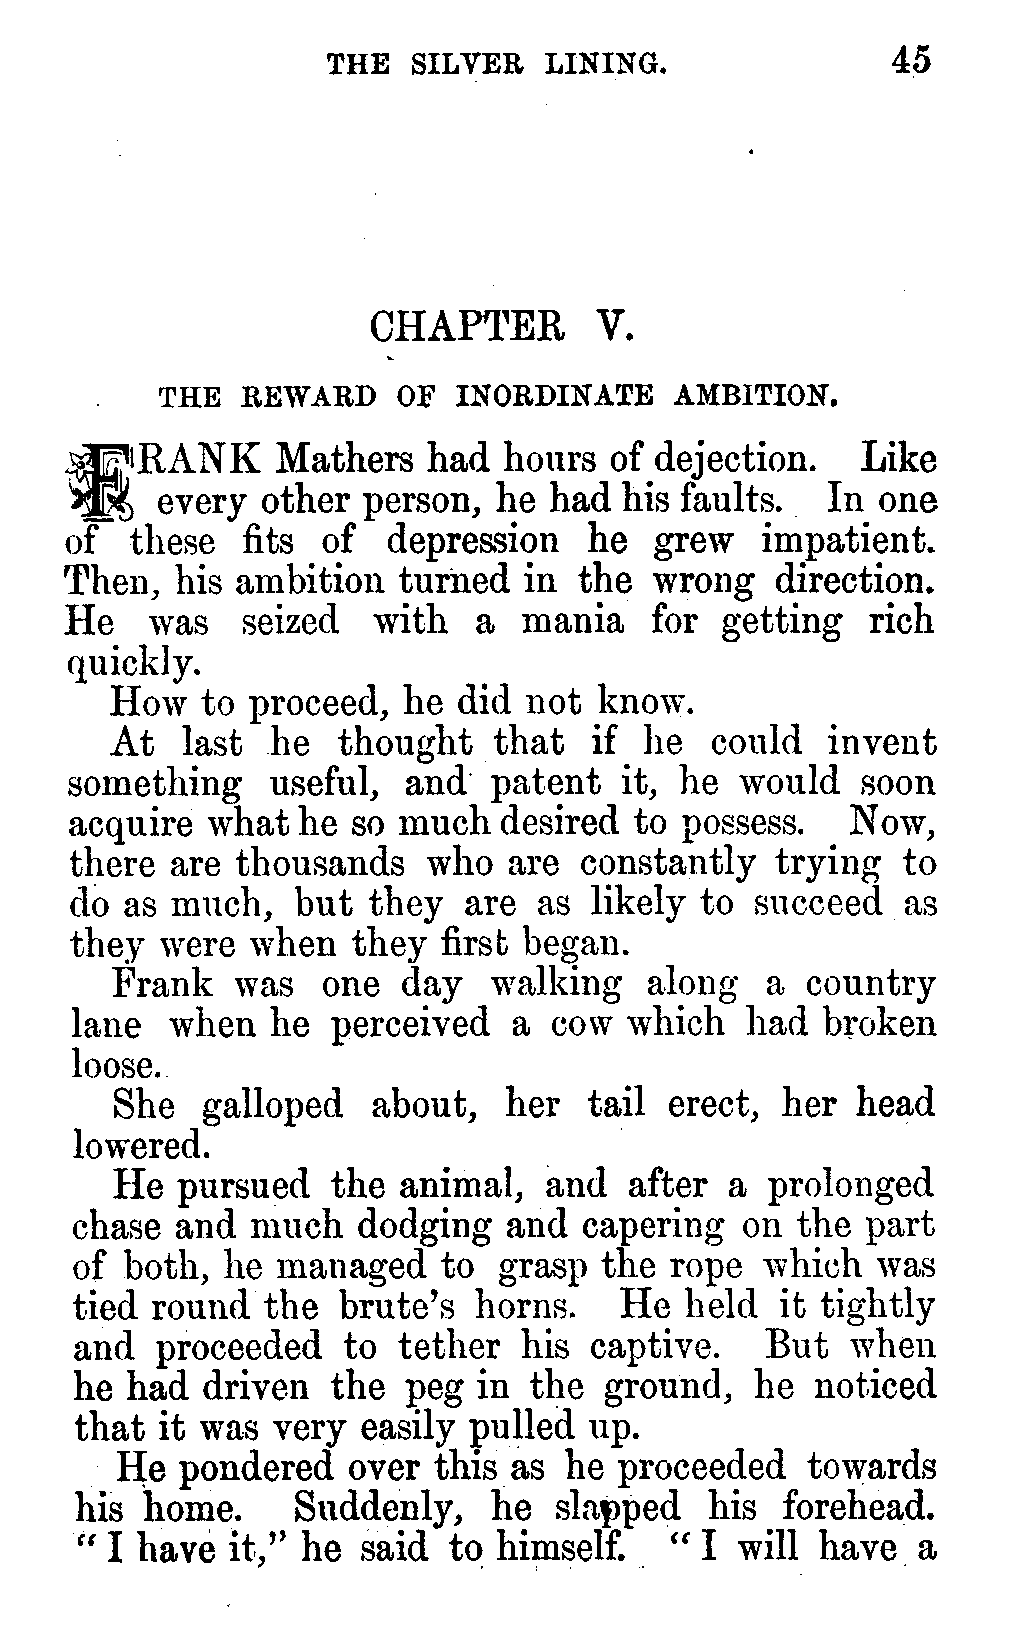 THE SILVER LINING. 45
CHAPTER V.
THE REWARD OF INORDINATE AMBITION.
FRANK Mathers had hours of dejection. Like
every other person, he had his faults. In one
of these fits of depression he grew impatient.
Then, his ambition turned in the wrong direction.
He was seized with a mania for getting rich
quickly.
How to proceed, he did not know.
At last he thought that if he could invent
something useful, and patent it, he would soon
acquire what he so much desired to possess. Now,
there are thousands who are constantly trying to
do as much, but they are as likely to succeed as
they were when they first began.
Frank was one day walking along a country
lane when he perceived a cow which had broken
loose.
She galloped about, her tail erect, her head
lowered.
He pursued the animal, and after a prolonged
chase and much dodging and capering on the part
of both, he managed to grasp the rope which was
tied round the brute's horns. He held it tightly
and proceeded to tether his captive. But when
he had driven the peg in the ground, he noticed
that it was very easily pulled up.
He pondered over this as he proceeded towards
his home. Suddenly, he slapped his forehead.
"I have it," he said to himself. "I will have a